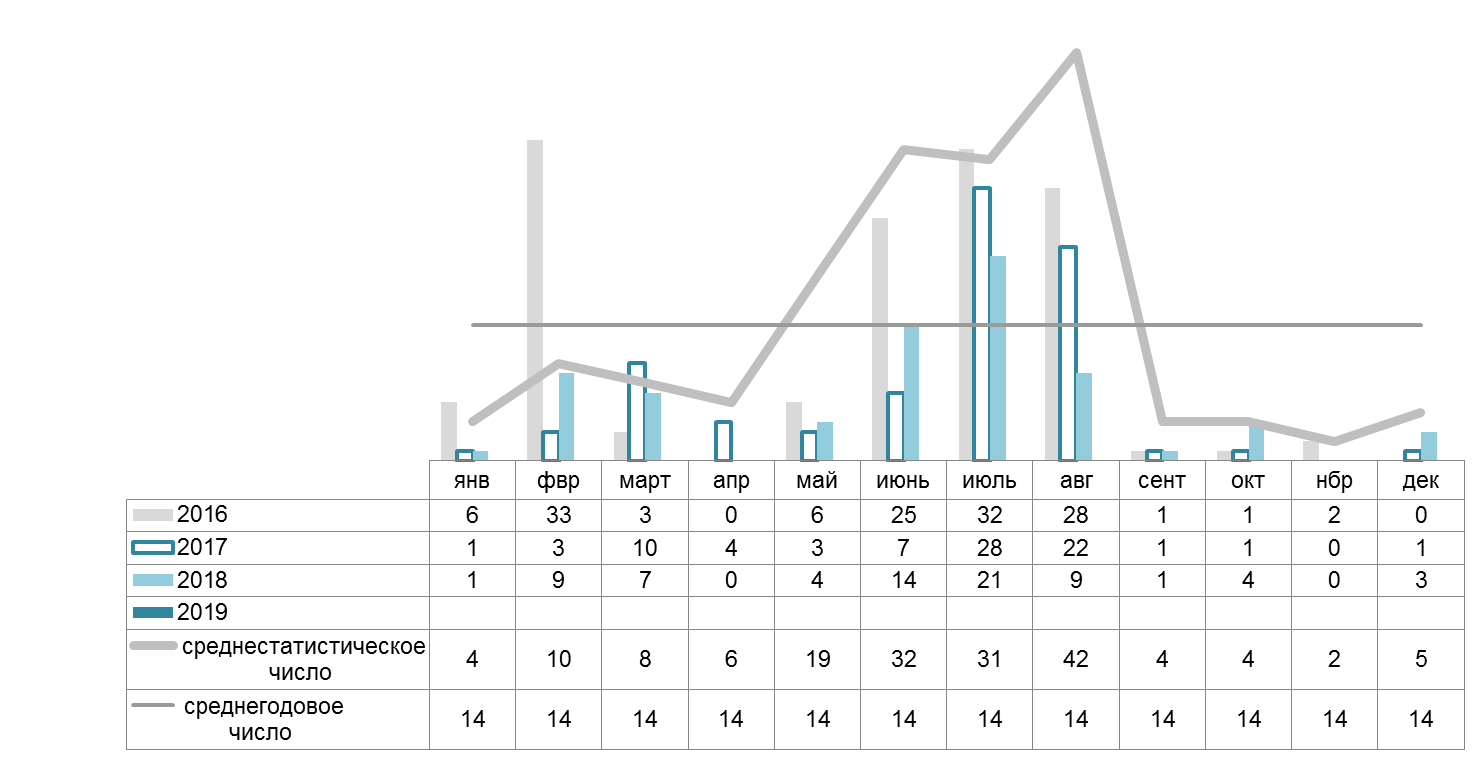 янв фвр март апр май июнь июль авг сент окт нбр дек
2016 6 33 3 0 6 25 32 28 1 1 2 0
2017 1 3 10 4 3 7 28 22 1 1 0 1
2018 1 9 7 0 4 14 21 9 1 4 0 3
2019
среднестатистическое
число 4 10 8 6 19 32 31 42 4 4 2 5
среднегодовое
число 14 14 14 14 14 14 14 14 14 14 14 14